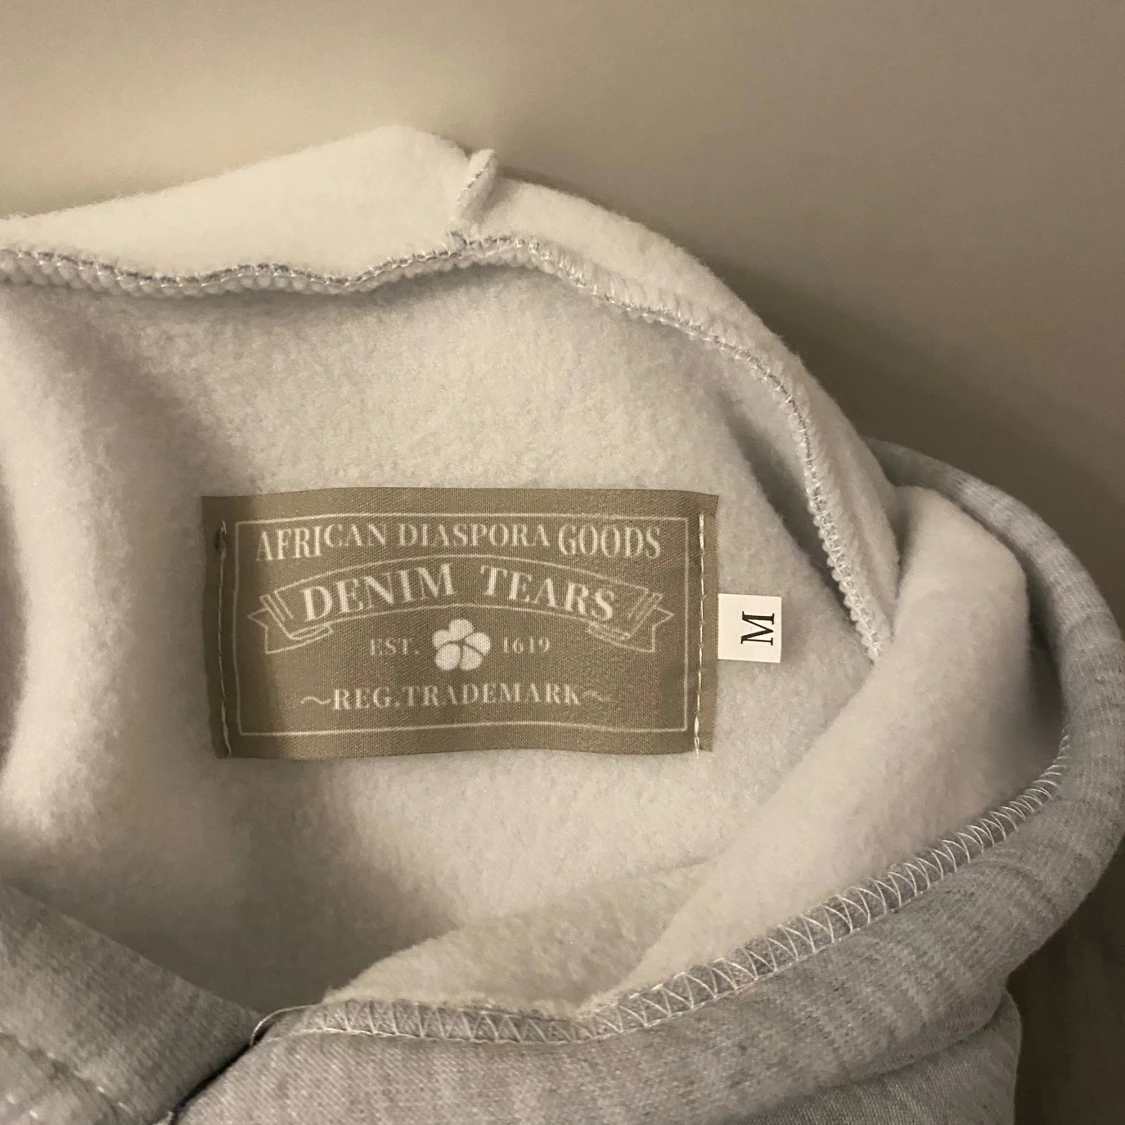 AFRICAN DIASPORA GOODS
DENIM TEARS
EST. 1619
~REG.TRADEMARK~
M